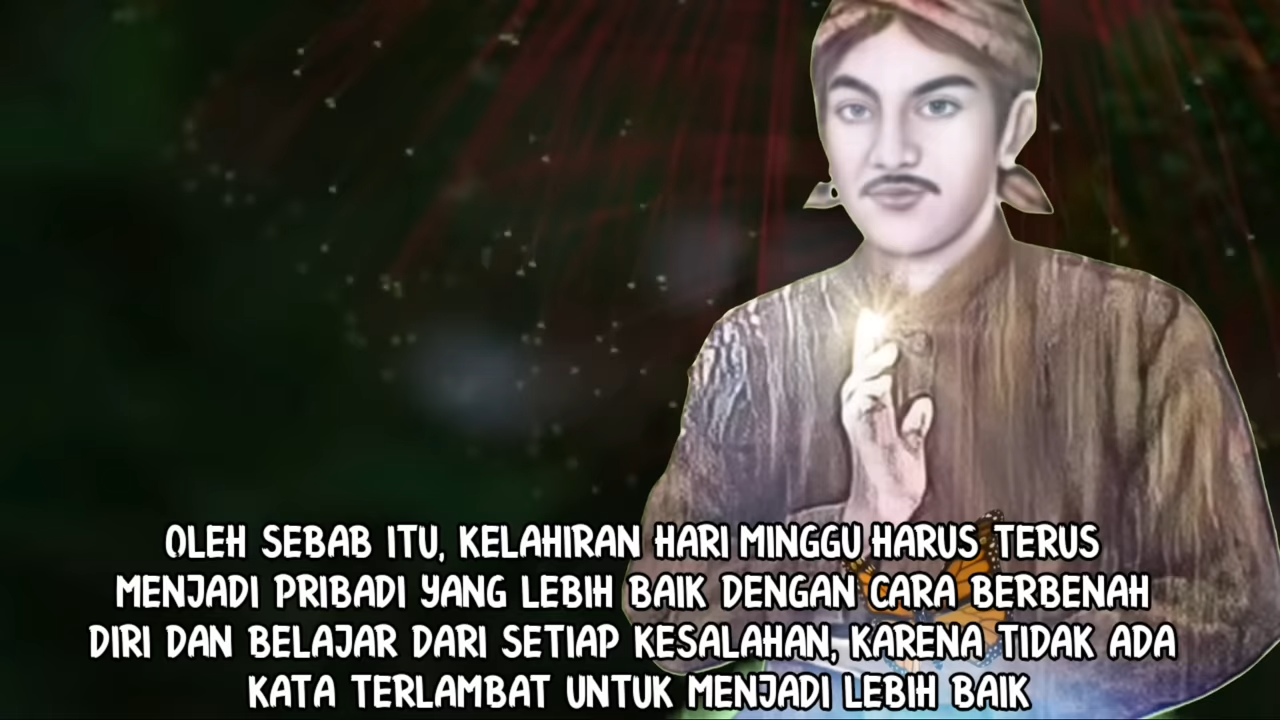 OLEH SEBAB ITU, KELAHIRAN HARI MINGGU HARUS TERUS
MENJADI PRIBADI YANG LEBIH BAIK DENGAN CARA BERBENAH
DIRI DAN BELAJAR DARI SETIAP KESALAHAN, KARENA TIDAK ADA
KATA TERLAMBAT UNTUK MENJADI LEBIH BAIK